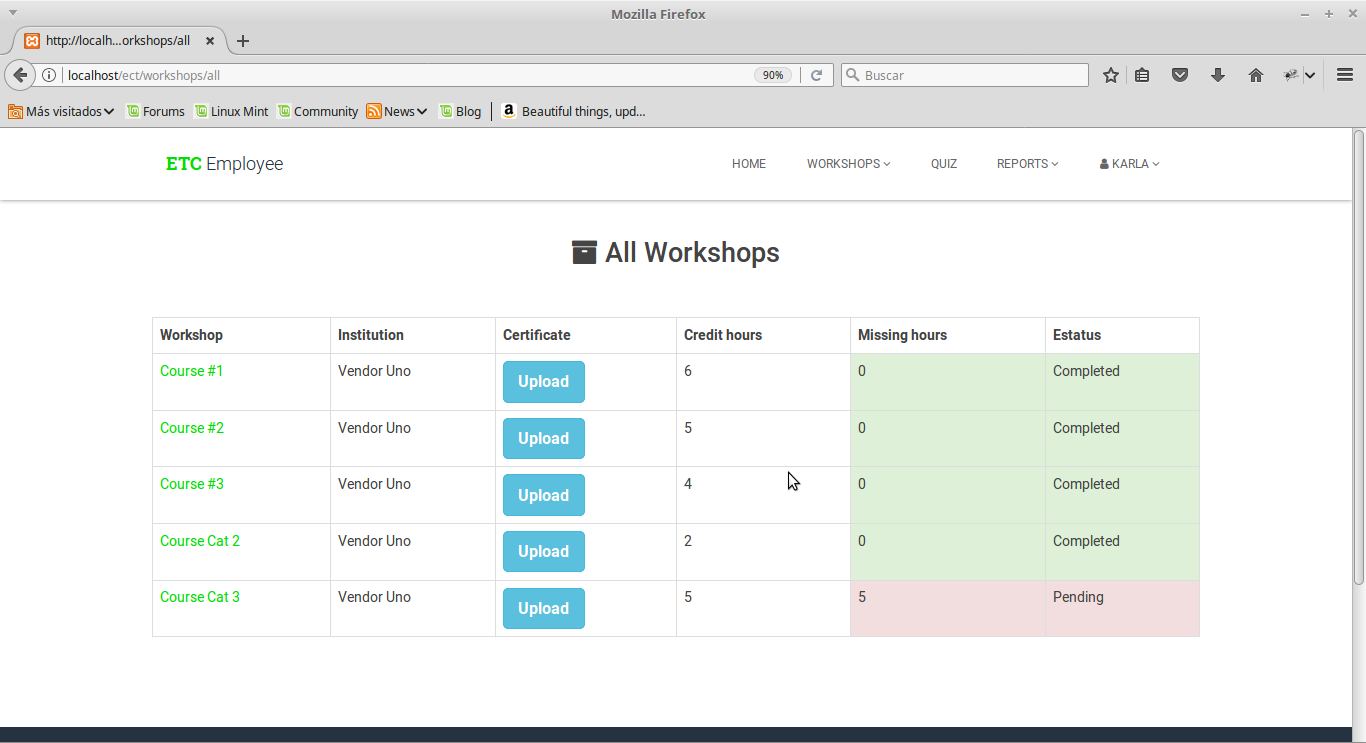 Mozilla Firefox
http://localh...orkshops/all
localhost/ect/workshops/all 90% Buscar
Más visitados Forums Linux Mint Community News Blog a Beautiful things, upd...
ETC Employee HOME WORKSHOPS QUIZ REPORTS KARLA
All Workshops
Workshop Institution Certificate Credit hours Missing hours Estatus
Course #1 Vendor Uno Upload 6 0 Completed
Course #2 Vendor Uno Upload 5 0 Completed
Course #3 Vendor Uno Upload 4 0 Completed
Course Cat 2 Vendor Uno Upload 2 0 Completed
Course Cat 3 Vendor Uno Upload 5 5 Pending